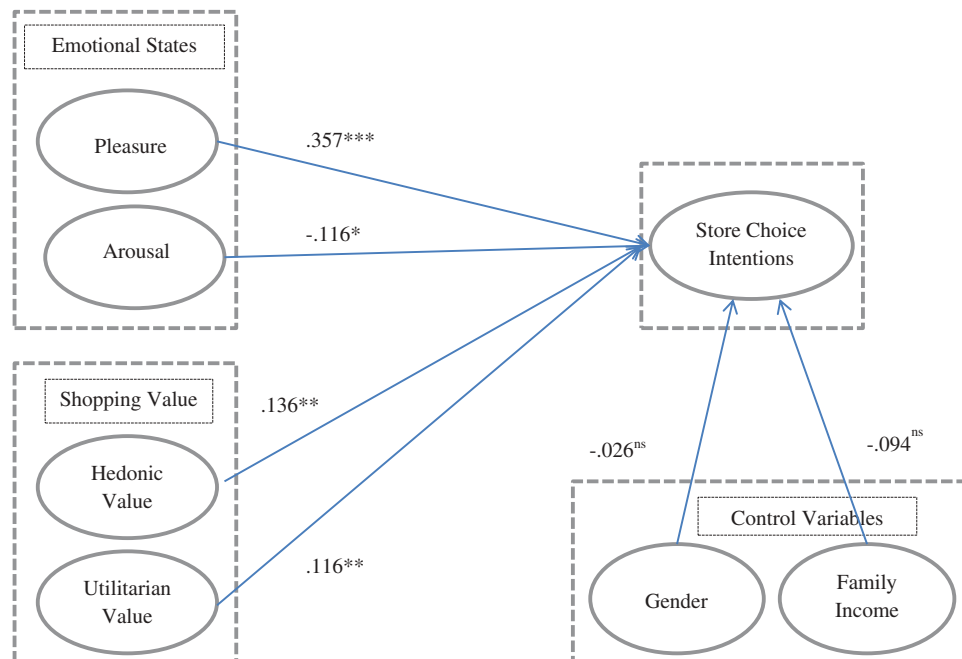 Emotional States
Pleasure
.357***
Arousal
-.116*
Store Choice
Intentions
Shopping Value
Hedonic
Value
.136**
Utilitarian
Value
.116**
-.026ns
-.094ns
Control Variables
Gender
Family
Income